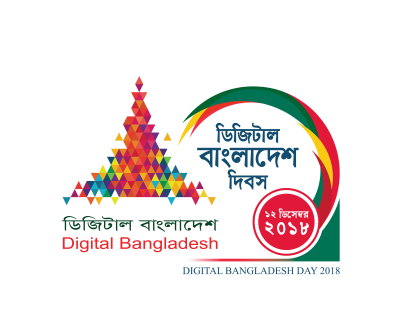 ডিজিটাল
বাংলাদেশ
দিবস
১২ ডিসেম্বর
২০১৮
ডিজিটাল বাংলাদেশ
Digital Bangladesh
DIGITAL BANGLADESH DAY 2018